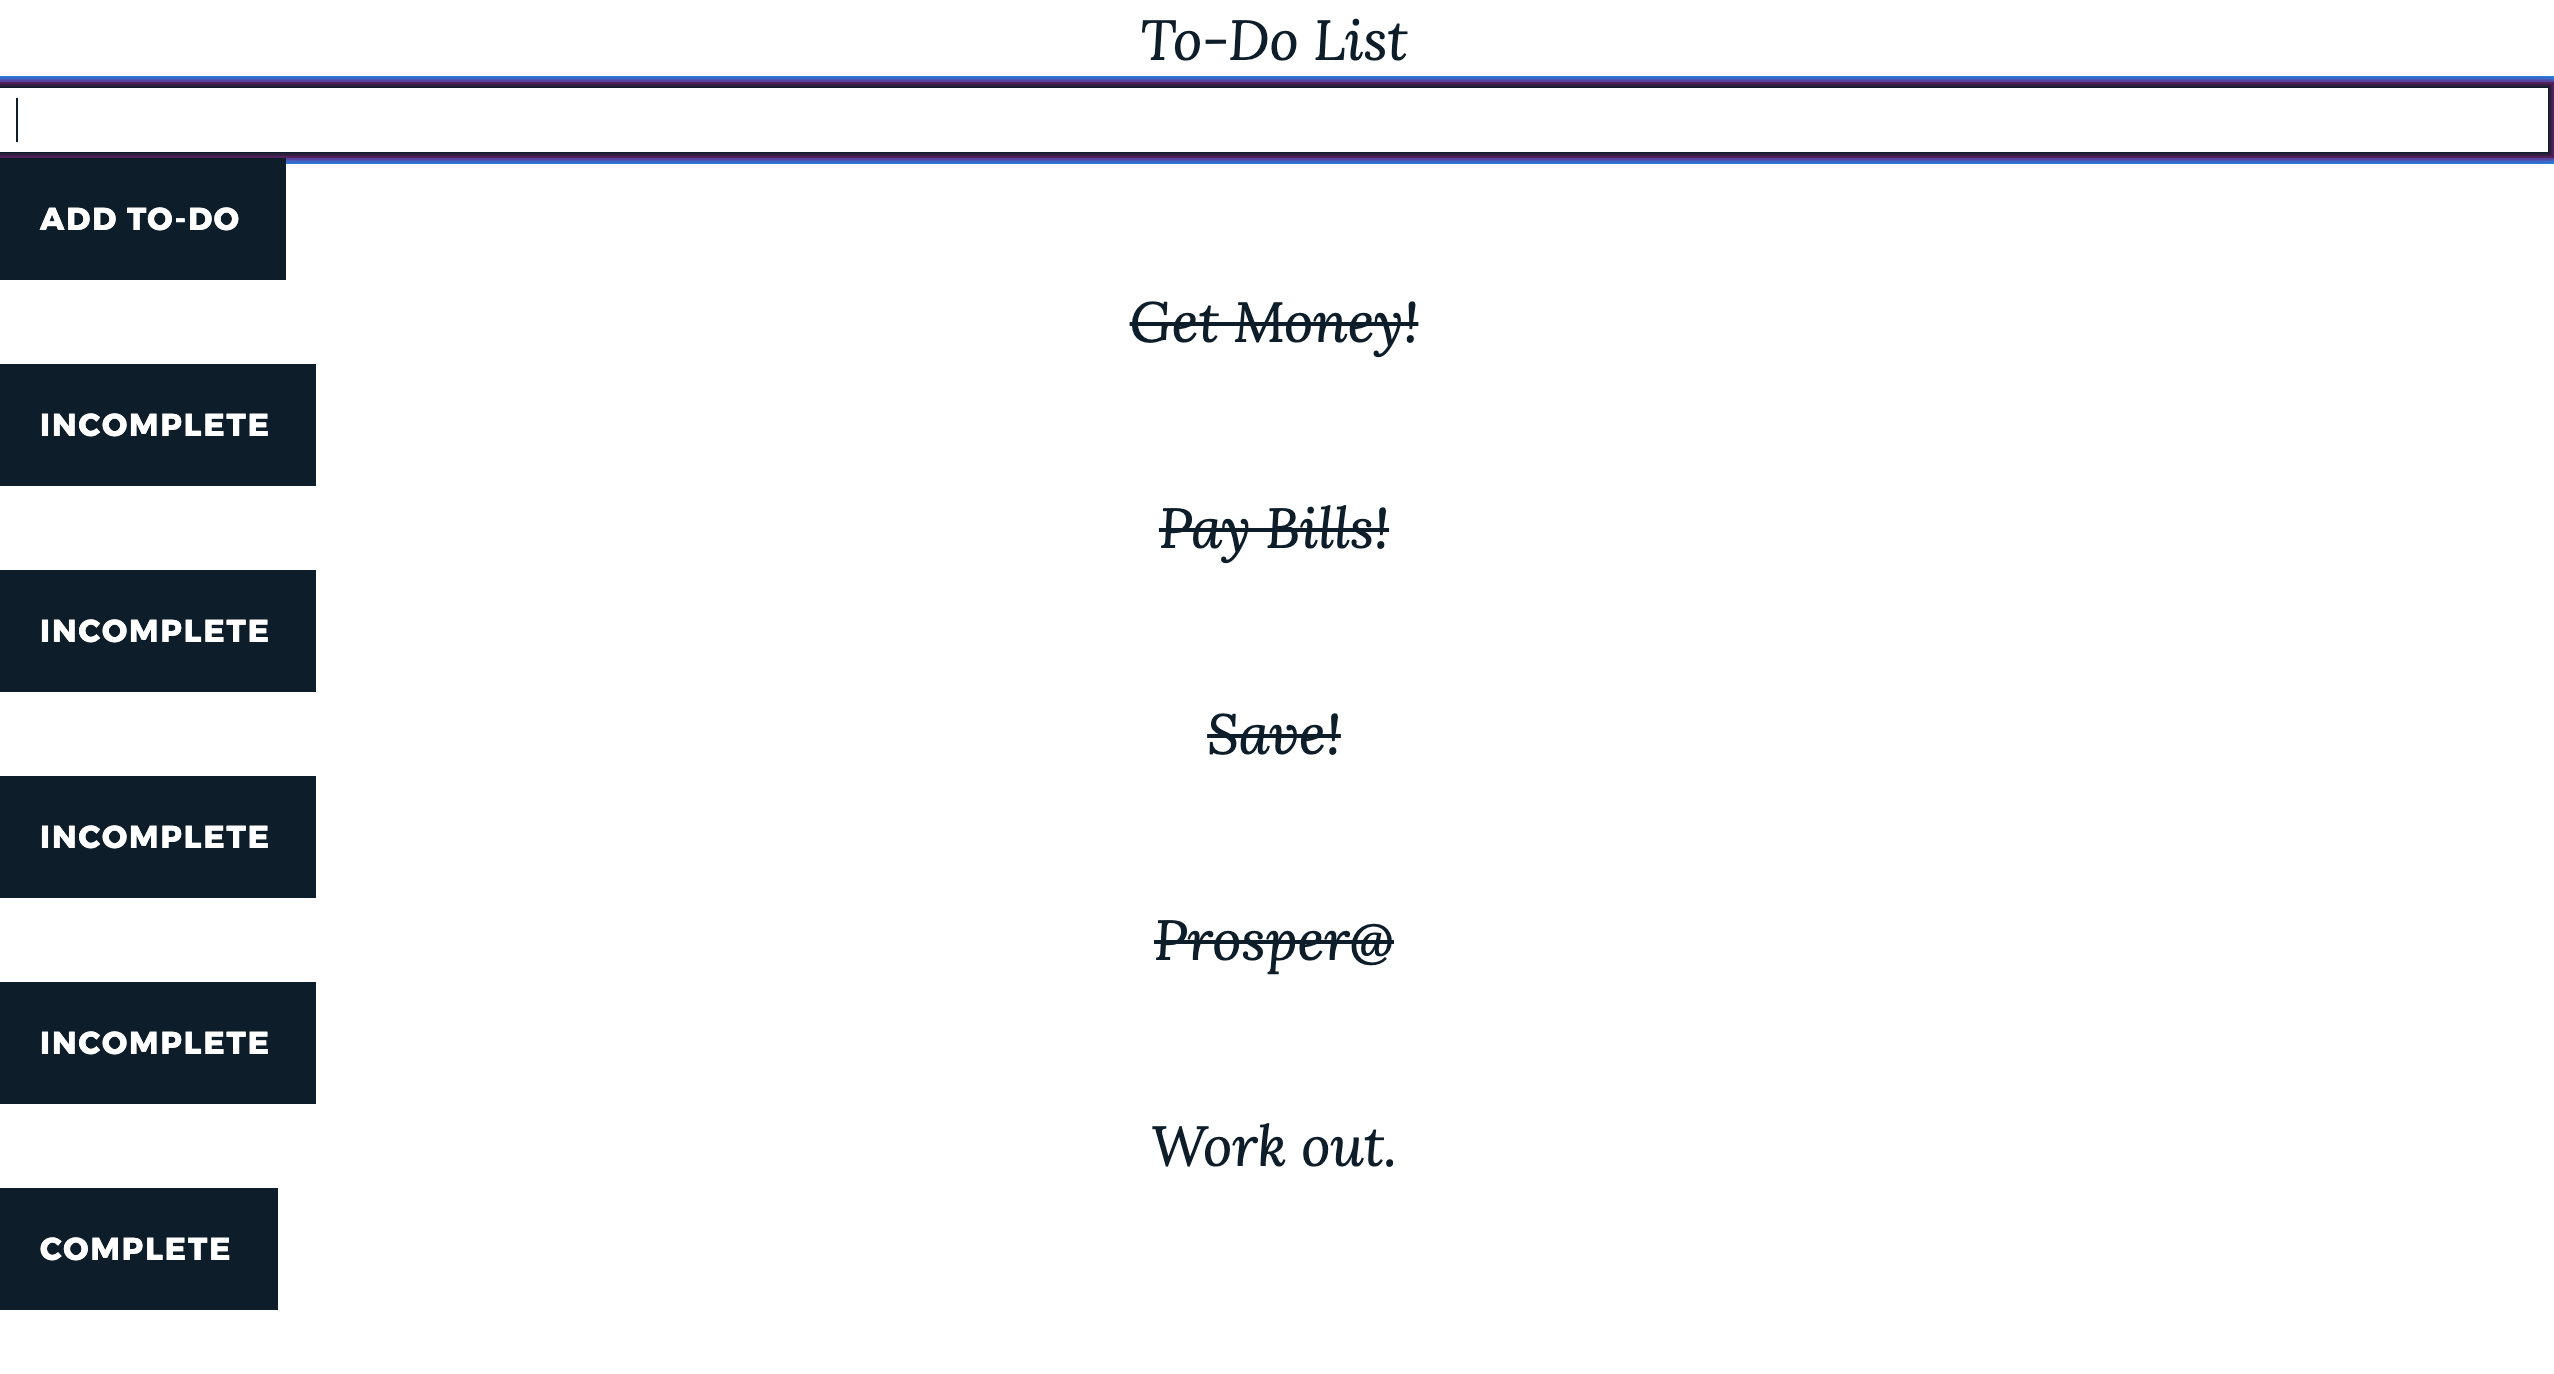 To-Do List
ADD TO-DO
Get Money!
INCOMPLETE
Pay Bills!
INCOMPLETE
Save!
INCOMPLETE
Prosper@
INCOMPLETE
Work out.
COMPLETE